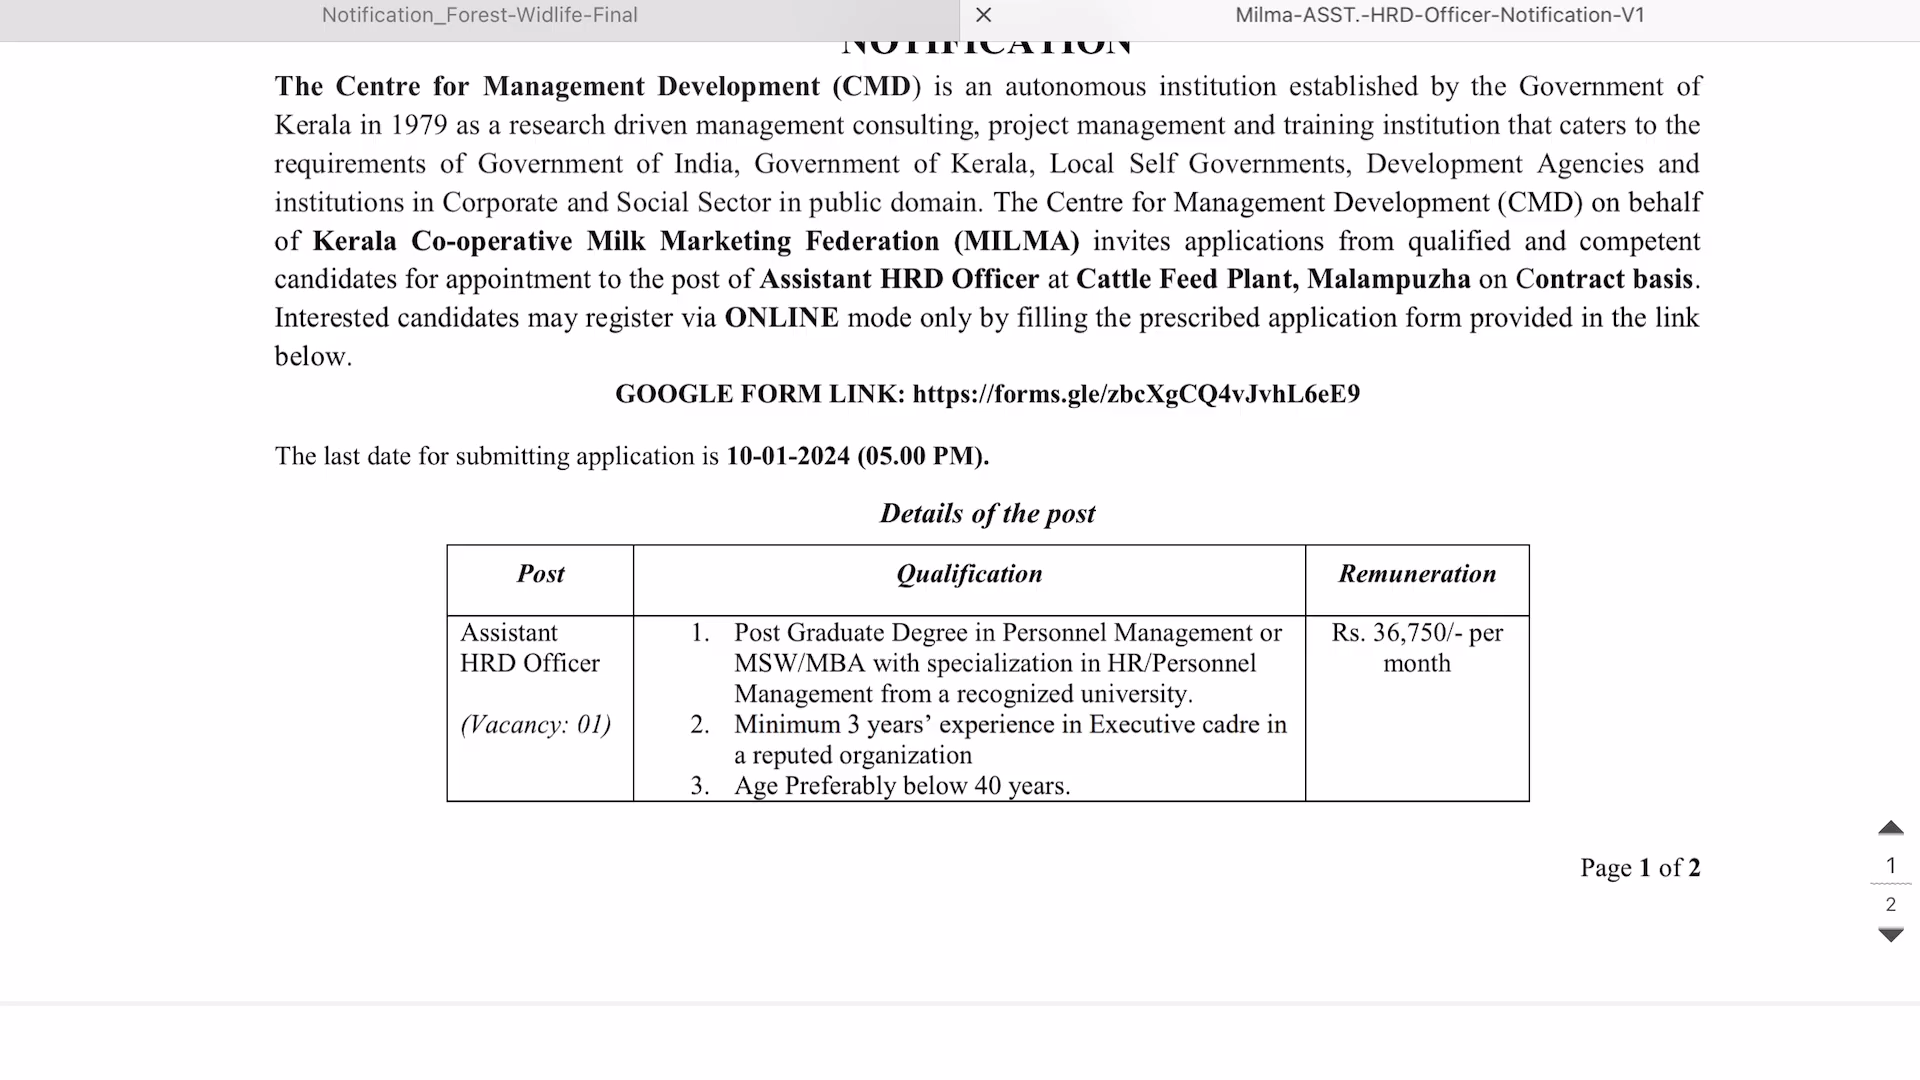 Notification_Forest-Widlife-Final
Milma-ASST.-HRD-Officer-Notification-V1
NOTIFICATION
The Centre for Management Development (CMD) is an autonomous institution established by the Government of
Kerala in 1979 as a research driven management consulting, project management and training institution that caters to the
requirements of Government of India, Government of Kerala, Local Self Governments, Development Agencies and
institutions in Corporate and Social Sector in public domain. The Centre for Management Development (CMD) on behalf
of Kerala Co-operative Milk Marketing Federation (MILMA) invites applications from qualified and competent
candidates for appointment to the post of Assistant HRD Officer at Cattle Feed Plant, Malampuzha on Contract basis.
Interested candidates may register via ONLINE mode only by filling the prescribed application form provided in the link
below.
GOOGLE FORM LINK: https://forms.gle/zbcXgCQ4vJvhL6eE9
The last date for submitting application is 10-01-2024 (05.00 PM).
Details of the post
Post
Qualification
Remuneration
Assistant
HRD Officer
(Vacancy: 01)
1. Post Graduate Degree in Personnel Management or
MSW/MBA with specialization in HR/Personnel
Management from a recognized university.
2. Minimum 3 years’ experience in Executive cadre in
a reputed organization
3. Age Preferably below 40 years.
Rs. 36,750/- per
month
Page 1 of 2
1
2